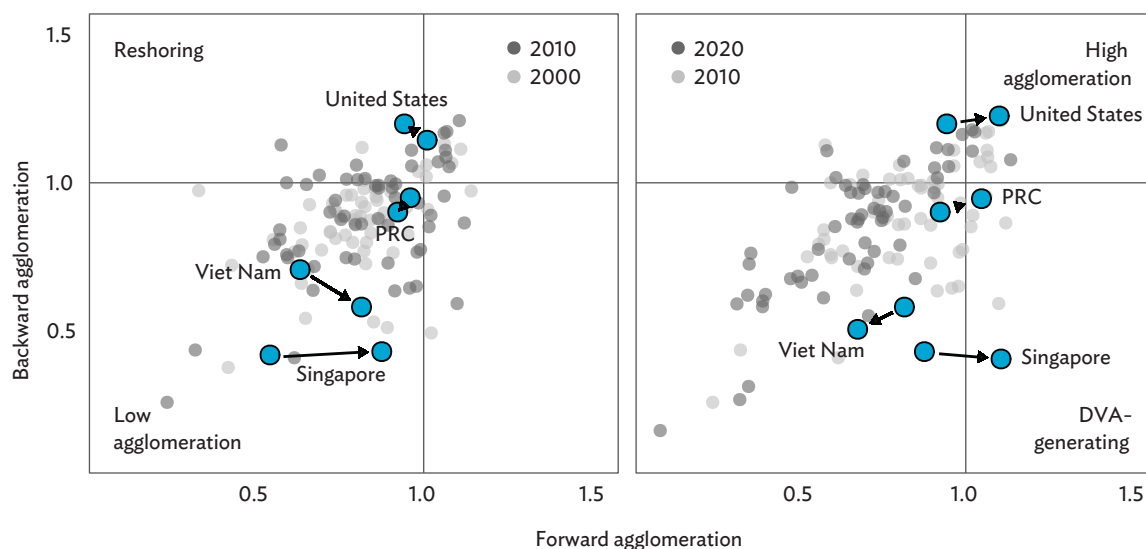 1.5
1.0
0.5
Backward agglomeration
Reshoring
2010
2000
United States
PRC
Viet Nam
Singapore
Low
agglomeration
0.5
1.0
1.5
2020
2010
High
agglomeration
United States
PRC
Viet Nam
Singapore
DVA-
generating
0.5
1.0
1.5
Forward agglomeration